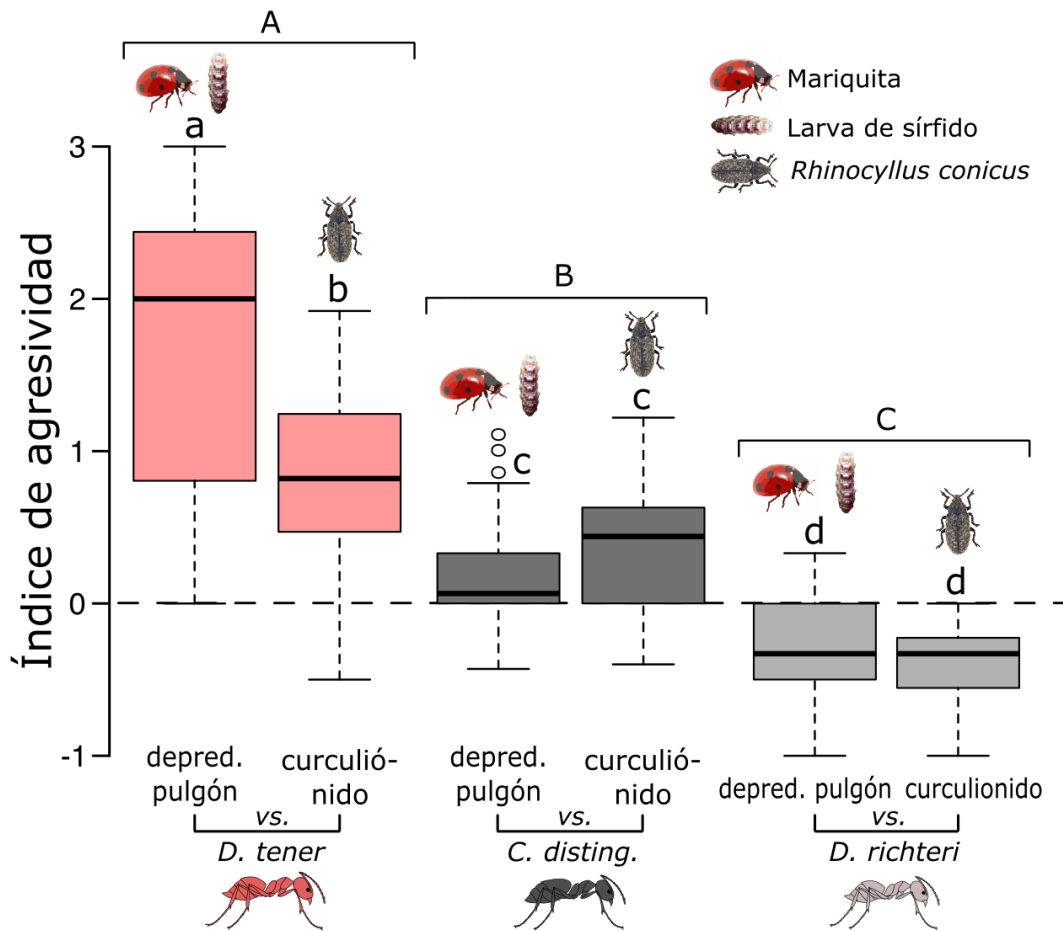 A
Mariquita
Larva de sírfido
Rhinocyllus conicus
a
b
B
c
c
C
d
d
Índice de agresividad
3
2
1
0
-1
depred.
pulgón
curculió-
nido
vs.
D. tener
depred.
pulgón
curculió-
nido
vs.
C. disting.
depred. pulgón
curculionido
vs.
D. richteri